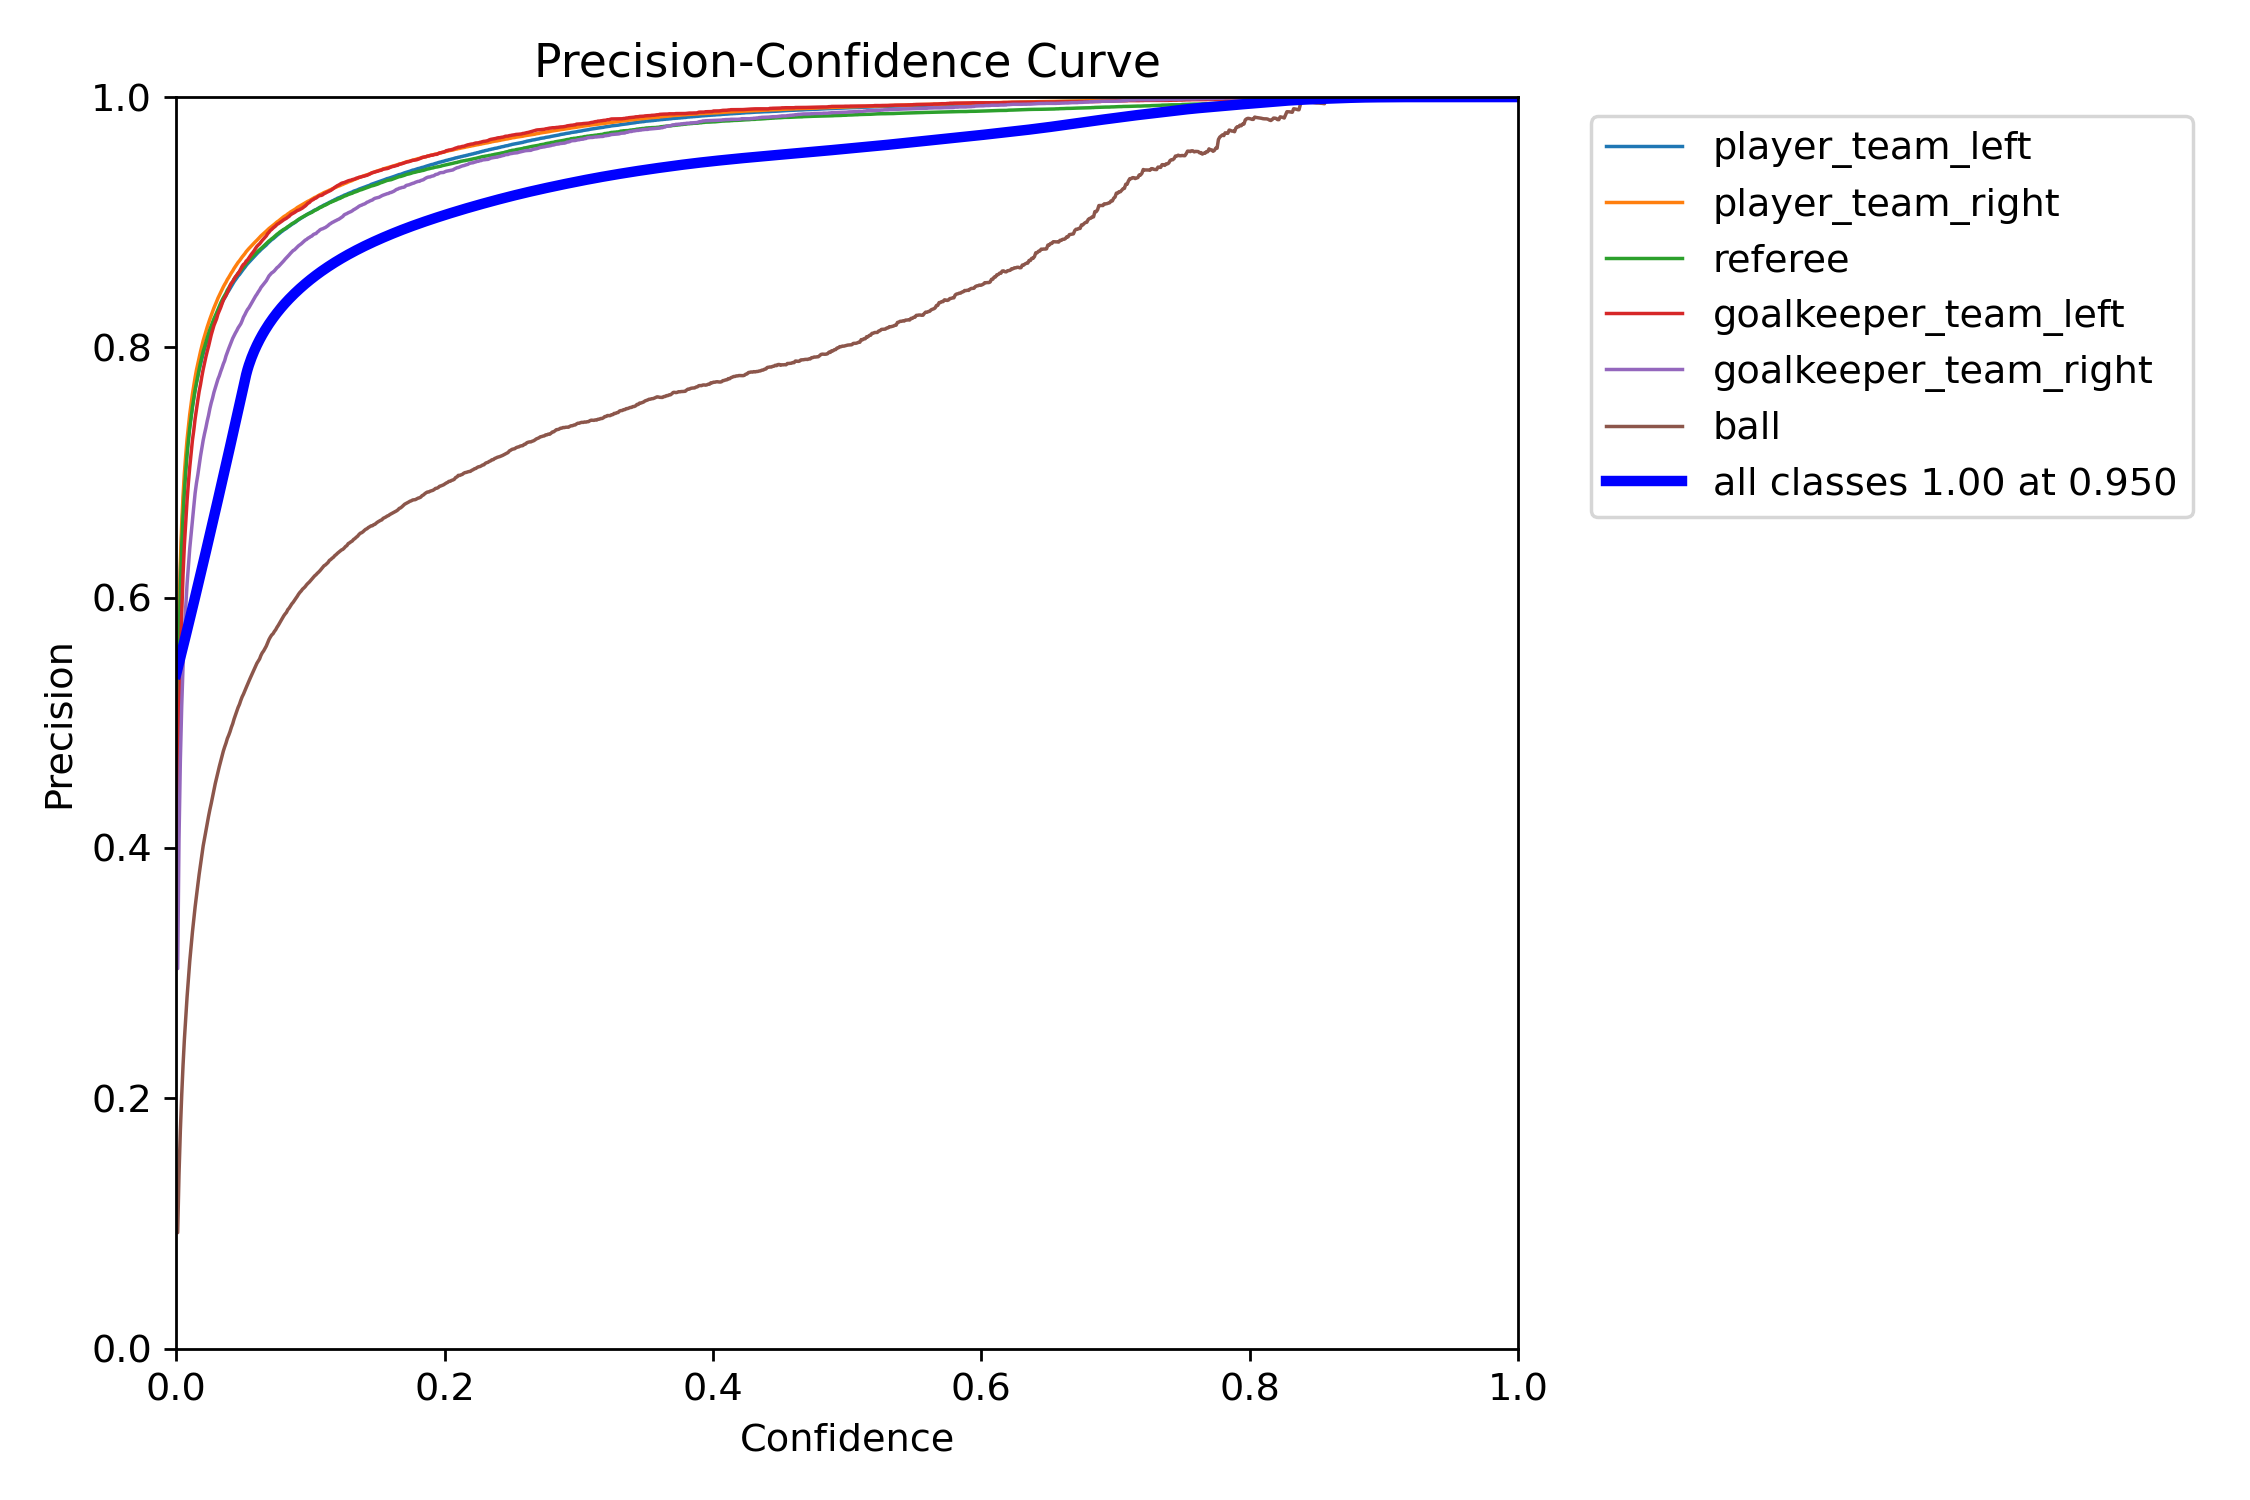 Precision-Confidence Curve
1.0
0.8
0.6
0.4
0.2
0.0
Precision
0.0 0.2 0.4 0.6 0.8 1.0
Confidence
player_team_left
player_team_right
referee
goalkeeper_team_left
goalkeeper_team_right
ball
all classes 1.00 at 0.950